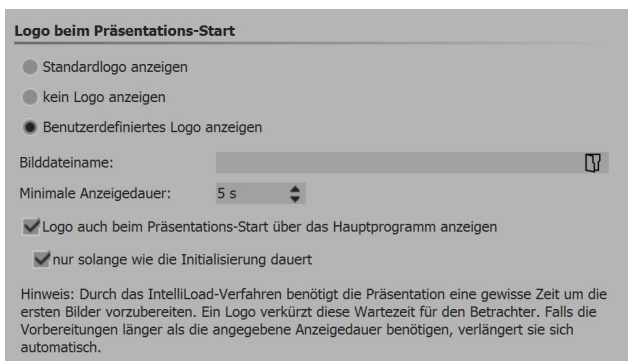 Logo beim Präsentations-Start
Standardlogo anzeigen
kein Logo anzeigen
Benutzerdefiniertes Logo anzeigen
Bilddateiname:
Minimale Anzeigedauer: 5 s
Logo auch beim Präsentations-Start über das Hauptprogramm anzeigen
nur solange wie die Initialisierung dauert
Hinweis: Durch das IntelliLoad-Verfahren benötigt die Präsentation eine gewisse Zeit um die
ersten Bilder vorzubereiten. Ein Logo verkürzt diese Wartezeit für den Betrachter. Falls die
Vorbereitungen länger als die angegebene Anzeigedauer benötigen, verlängert sie sich
automatisch.